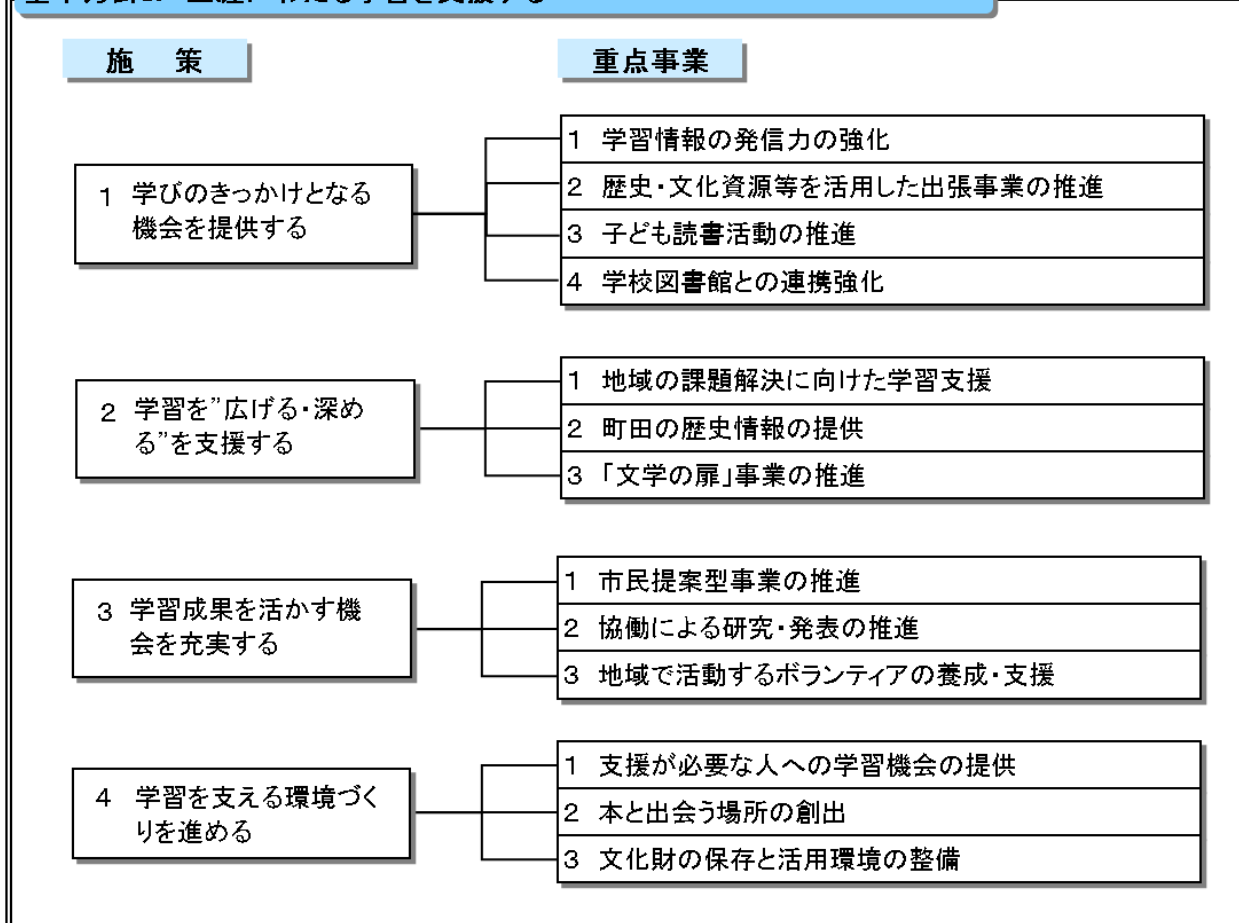 生涯にわたる学習を支援する
施 策
重点事業
1 学びのきっかけとなる
機会を提供する
1 学習情報の発信力の強化
2 歴史・文化資源等を活用した出張事業の推進
3 子ども読書活動の推進
4 学校図書館との連携強化
2 学習を”広げる・深め
る”を支援する
1 地域の課題解決に向けた学習支援
2 町田の歴史情報の提供
3 「文学の扉」事業の推進
3 学習成果を活かす機
会を充実する
1 市民提案型事業の推進
2 協働による研究・発表の推進
3 地域で活動するボランティアの養成・支援
4 学習を支える環境づく
りを進める
1 支援が必要な人への学習機会の提供
2 本と出会う場所の創出
3 文化財の保存と活用環境の整備